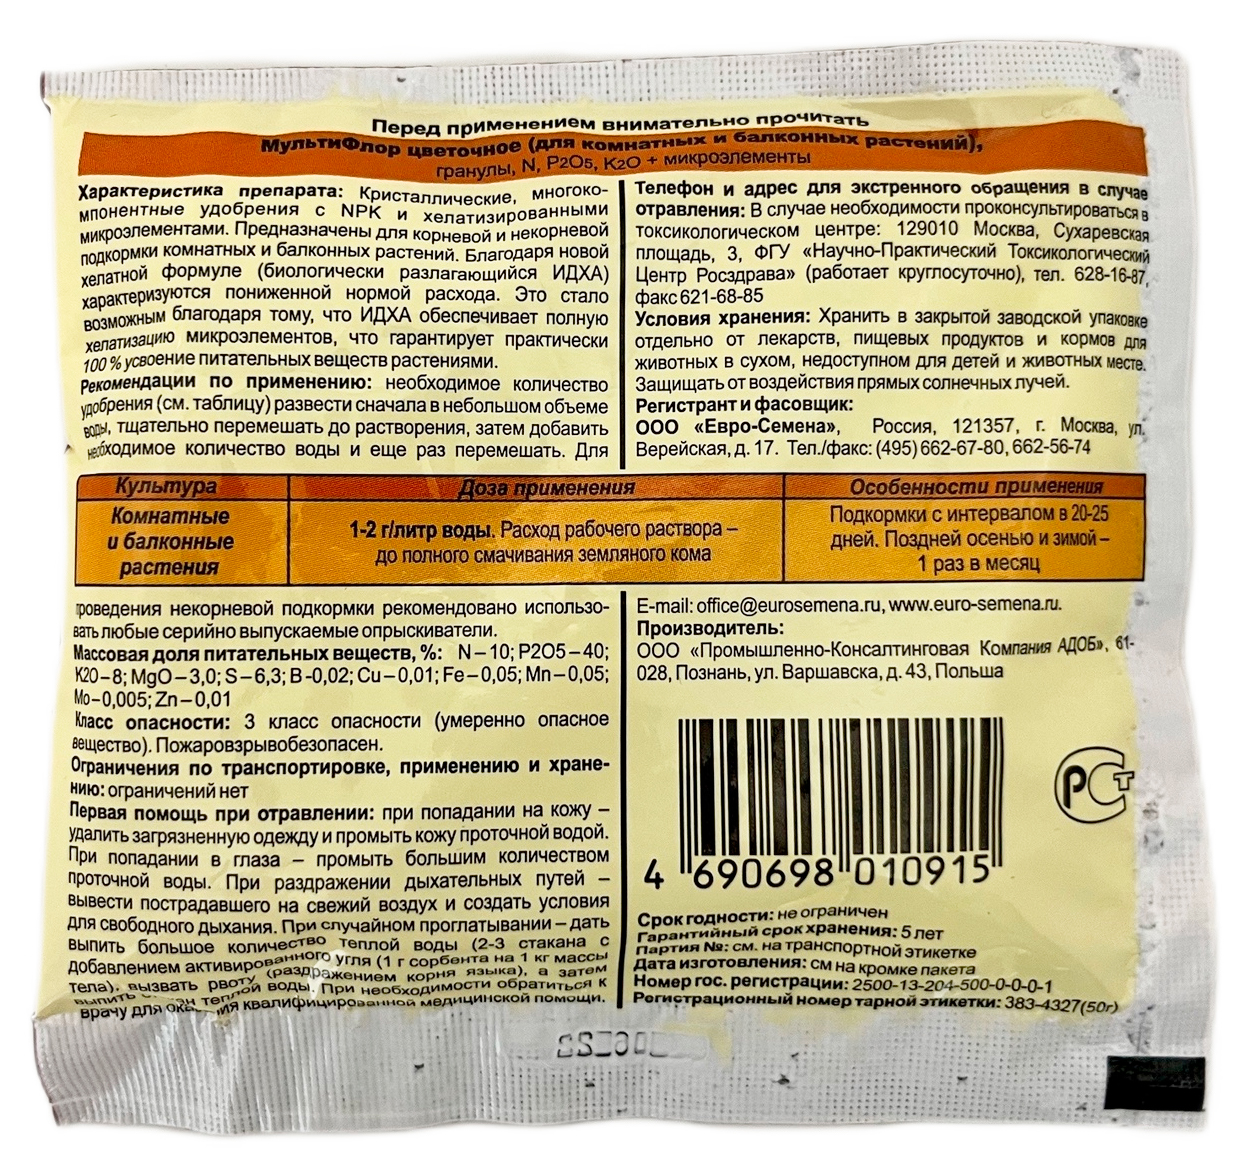 Перед применением внимательно прочитать
МультиФлор цветочное (для комнатных и балконных растений),
гранулы, N, P2O5, K2O + микроэлементы
Характеристика препарата: Кристаллические, многоко-
мпонентные удобрения с NPK и хелатизированными
микроэлементами. Предназначены для корневой и некорневой
подкормки комнатных и балконных растений. Благодаря новой
хелатной формуле (биологически разлагающийся ИДХА)
характеризуются пониженной нормой расхода. Это стало
возможным благодаря тому, что ИДХА обеспечивает полную
хелатизацию микроэлементов, что гарантирует практически
100 % усвоение питательных веществ растениями.
Рекомендации по применению: необходимое количество
удобрения (см. таблицу) развести сначала в небольшом объеме
воды, тщательно перемешать до растворения, затем добавить
необходимое количество воды и еще раз перемешать. Для
Телефон и адрес для экстренного обращения в случае
отравления: В случае необходимости проконсультироваться в
токсикологическом центре: 129010 Москва, Сухаревская
площадь, 3, ФГУ «Научно-Практический Токсикологический
Центр Росздрава» (работает круглосуточно), тел. 628-16-87,
факс 621-68-85
Условия хранения: Хранить в закрытой заводской упаковке
отдельно от лекарств, пищевых продуктов и кормов для
животных в сухом, недоступном для детей и животных месте.
Защищать от воздействия прямых солнечных лучей.
Регистрант и фасовщик:
ООО «Евро-Семена», Россия, 121357, г. Москва, ул.
Верейская, д. 17. Тел./факс: (495) 662-67-80, 662-56-74
Культура Доза применения Особенности применения
Комнатные
и балконные
растения
1-2 г/литр воды. Расход рабочего раствора –
до полного смачивания земляного кома
Подкормки с интервалом в 20-25
дней. Поздней осенью и зимой –
1 раз в месяц
проведения некорневой подкормки рекомендовано использо-
вать любые серийно выпускаемые опрыскиватели.
Массовая доля питательных веществ, %: N – 10; P2O5 – 40;
K2O – 8; MgO – 3,0; S – 6,3; B -0,02; Cu – 0,01; Fe – 0,05; Mn – 0,05;
Mo – 0,005; Zn – 0,01
Класс опасности: 3 класс опасности (умеренно опасное
вещество). Пожаровзрывобезопасен.
Ограничения по транспортировке, применению и хране-
нию: ограничений нет
Первая помощь при отравлении: при попадании на кожу –
удалить загрязненную одежду и промыть кожу проточной водой.
При попадании в глаза – промыть большим количеством
проточной воды. При раздражении дыхательных путей –
вывести пострадавшего на свежий воздух и создать условия
для свободного дыхания. При случайном проглатывании – дать
выпить большое количество теплой воды (2-3 стакана с
добавлением активированного угля (1 г сорбента на 1 кг массы
тела), вызвать рвоту (раздражением корня языка), а затем
выпить теплой воды. При необходимости обратиться к
врачу для квалифицированной медицинской помощи.
E-mail: office@eurosemena.ru, www.euro-semena.ru.
Производитель:
ООО «Промышленно-Консалтинговая Компания АДОБ», 61-
028, Познань, ул. Варшавска, д. 43, Польша
4 690698 010915
РСТ
Срок годности: не ограничен
Гарантийный срок хранения: 5 лет
Партия №: см. на транспортной этикетке
Дата изготовления: см на кромке пакета
Номер гос. регистрации: 2500-13-204-500-0-0-0-1
Регистрационный номер тарной этикетки: 383-4327(50г)